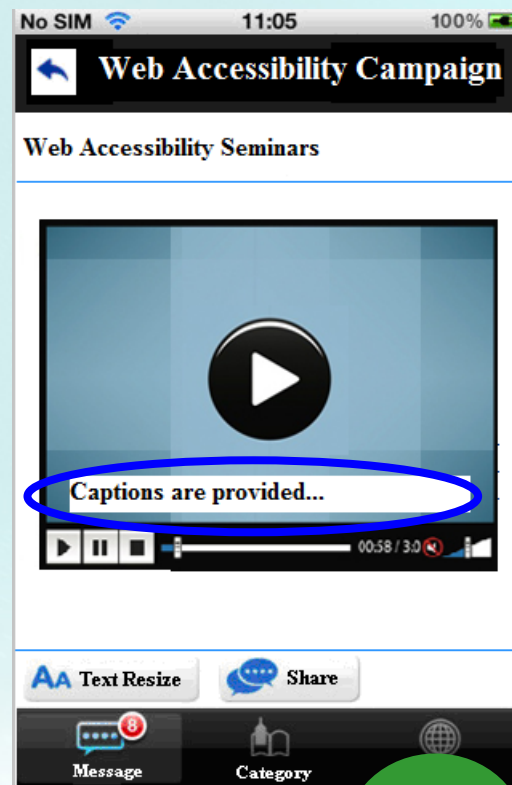 No SIM 11:05 100%
Web Accessibility Campaign
Web Accessibility Seminars
Captions are provided...
00:58 / 3:0
AA Text Resize
Share
8
Message
Category